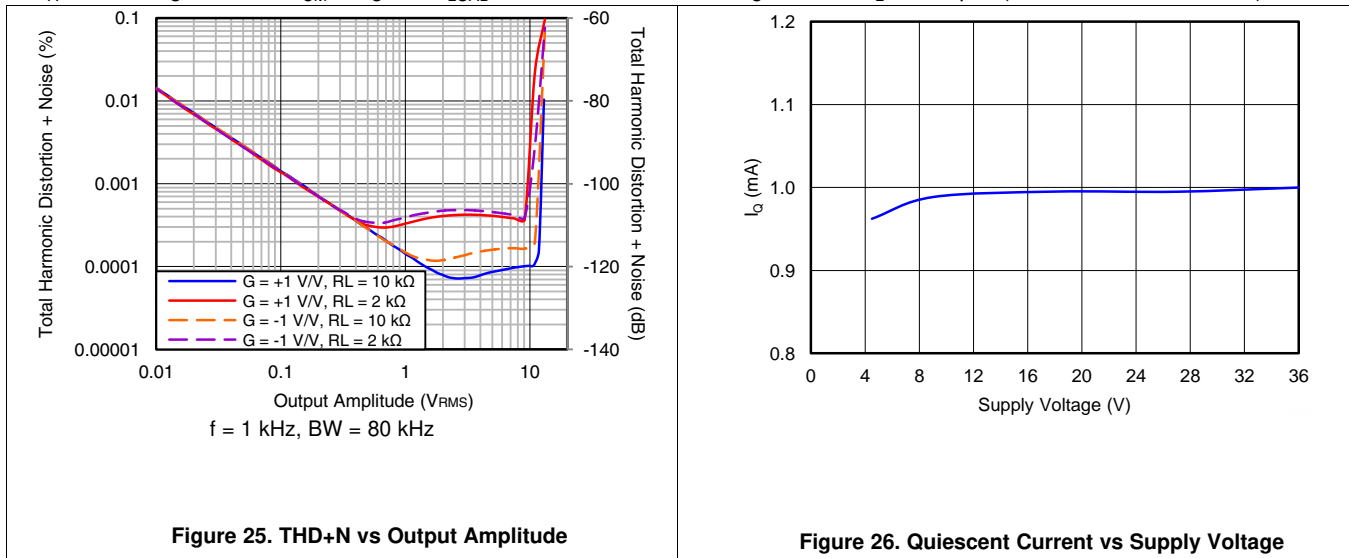 Total Harmonic Distortion + Noise (%)
0.1
0.01
0.001
0.0001
0.00001
-60
-80
-100
-120
-140
Total Harmonic Distortion + Noise (dB)
G = +1 V/V, RL = 10 kΩ
G = +1 V/V, RL = 2 kΩ
G = -1 V/V, RL = 10 kΩ
G = -1 V/V, RL = 2 kΩ
0.01 0.1 1 10
Output Amplitude (VRMS)
f = 1 kHz, BW = 80 kHz
Figure 25. THD+N vs Output Amplitude
IQ (mA)
1.2
1.1
1.0
0.9
0.8
0 4 8 12 16 20 24 28 32 36
Supply Voltage (V)
Figure 26. Quiescent Current vs Supply Voltage